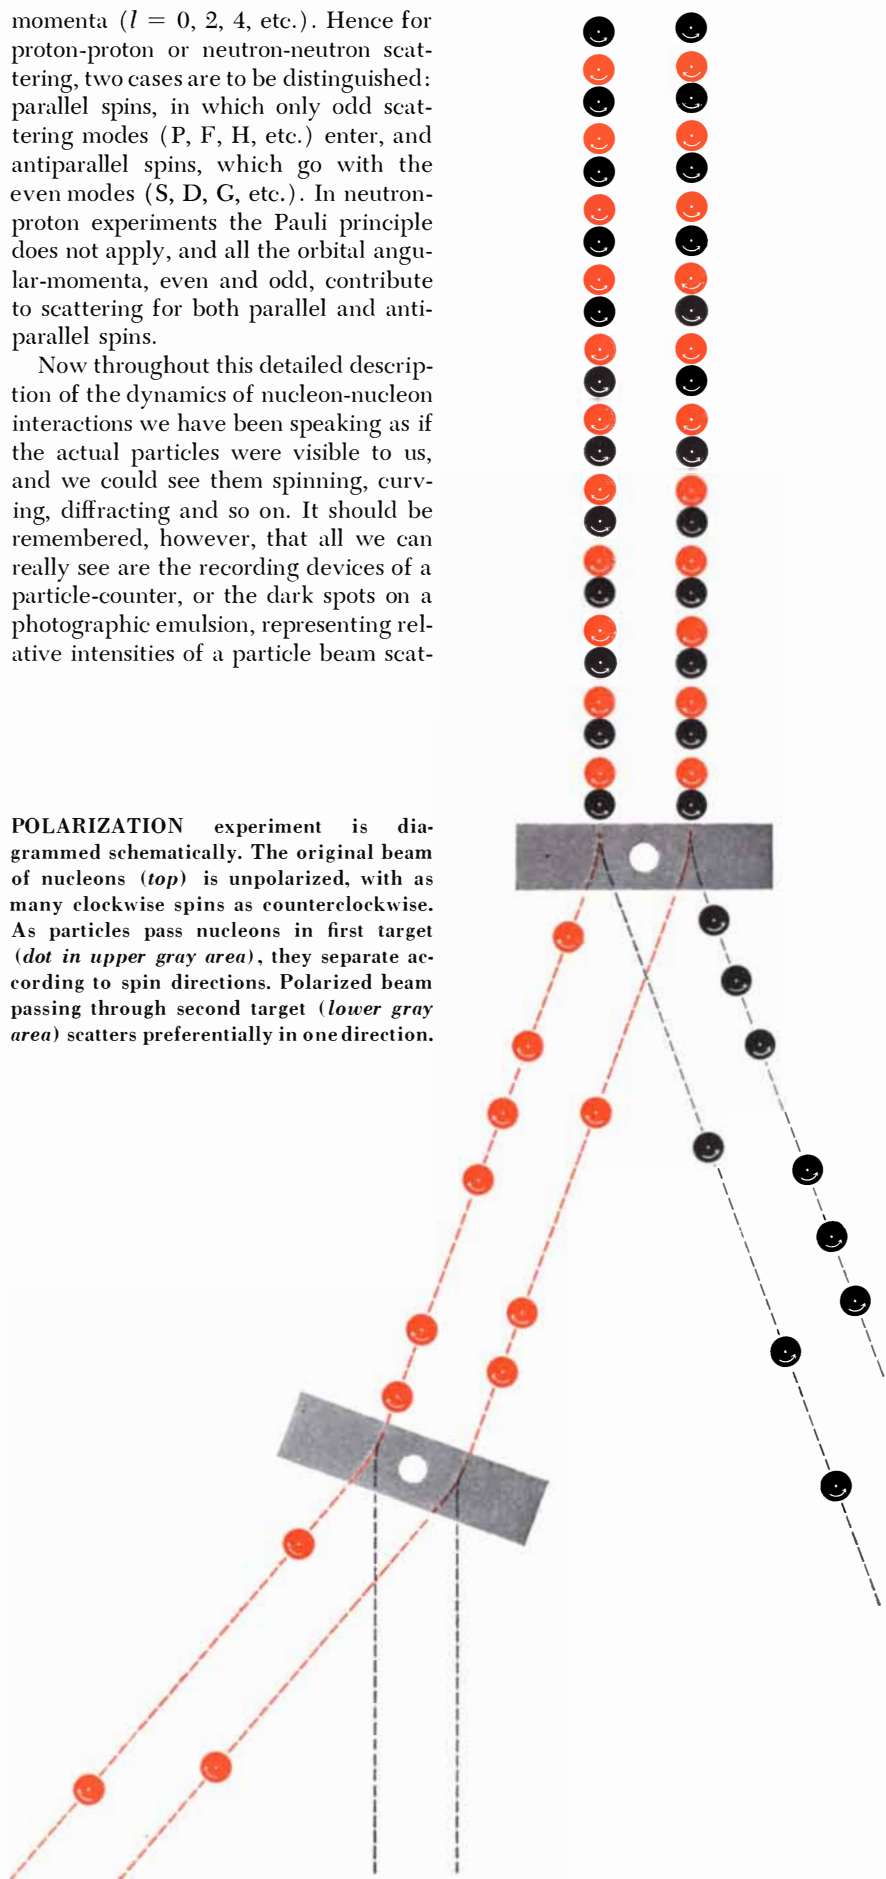 momenta (l = 0, 2, 4, etc.). Hence for
proton-proton or neutron-neutron scat-
tering, two cases are to be distinguished:
parallel spins, in which only odd scat-
tering modes (P, F, H, etc.) enter, and
antiparallel spins, which go with the
even modes (S, D, G, etc.). In neutron-
proton experiments the Pauli principle
does not apply, and all the orbital angu-
lar-momenta, even and odd, contribute
to scattering for both parallel and anti-
parallel spins.
Now throughout this detailed descrip-
tion of the dynamics of nucleon-nucleon
interactions we have been speaking as if
the actual particles were visible to us,
and we could see them spinning, curv-
ing, diffracting and so on. It should be
remembered, however, that all we can
really see are the recording devices of a
particle-counter, or the dark spots on a
photographic emulsion, representing rel-
ative intensities of a particle beam scat-
POLARIZATION experiment is dia-
grammed schematically. The original beam
of nucleons (top) is unpolarized, with as
many clockwise spins as counterclockwise.
As particles pass nucleons in first target
(dot in upper gray area), they separate ac-
cording to spin directions. Polarized beam
passing through second target (lower gray
area) scatters preferentially in one direction.